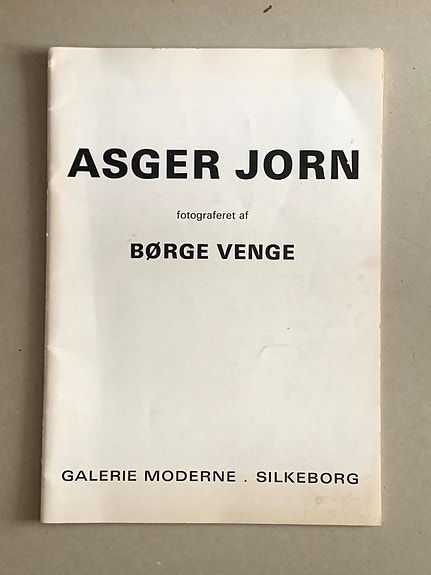 ASGER JORN
fotograferet af
BØRGE VENGE
GALERIE MODERNE . SILKEBORG